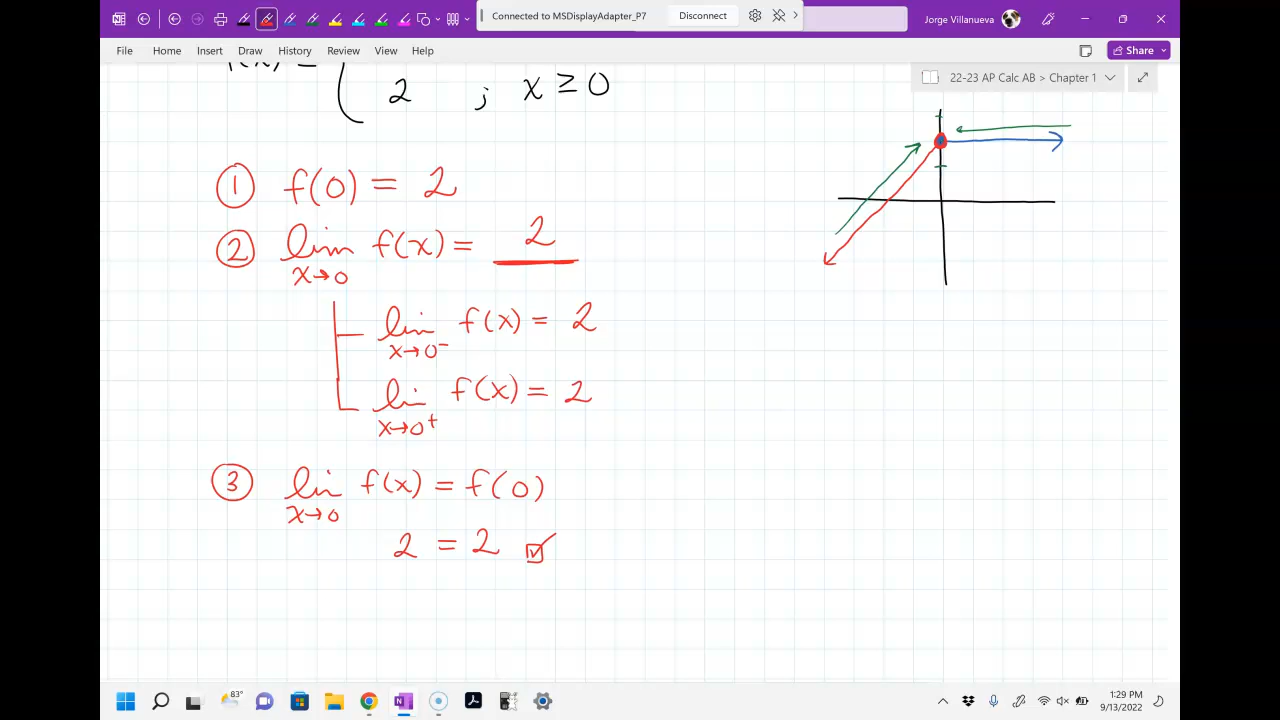 Connected to MSDisplayAdapter_P7
Disconnect
Jorge Villanueva
File Home Insert Draw History Review View Help
Share
22-23 AP Calc AB > Chapter 1
2 ; x ≥ 0
① f(0) = 2
② lim f(x) = 2
x→0
lim f(x) = 2
x→0⁻
lim f(x) = 2
x→0⁺
③ lim f(x) = f(0)
x→0
2 = 2
83°
1:29 PM
9/13/2022